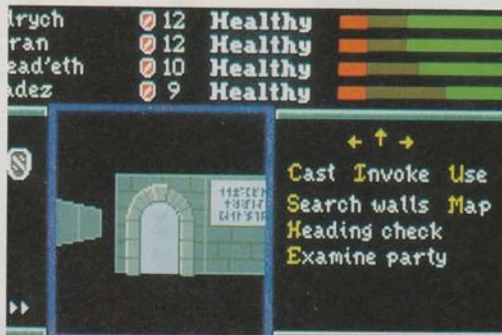 drych 12 Healthy
ran 12 Healthy
ead'eth 10 Healthy
adez 9 Healthy
← ↑ →
Cast Invoke Use
Search walls Map
Heading check
Examine party